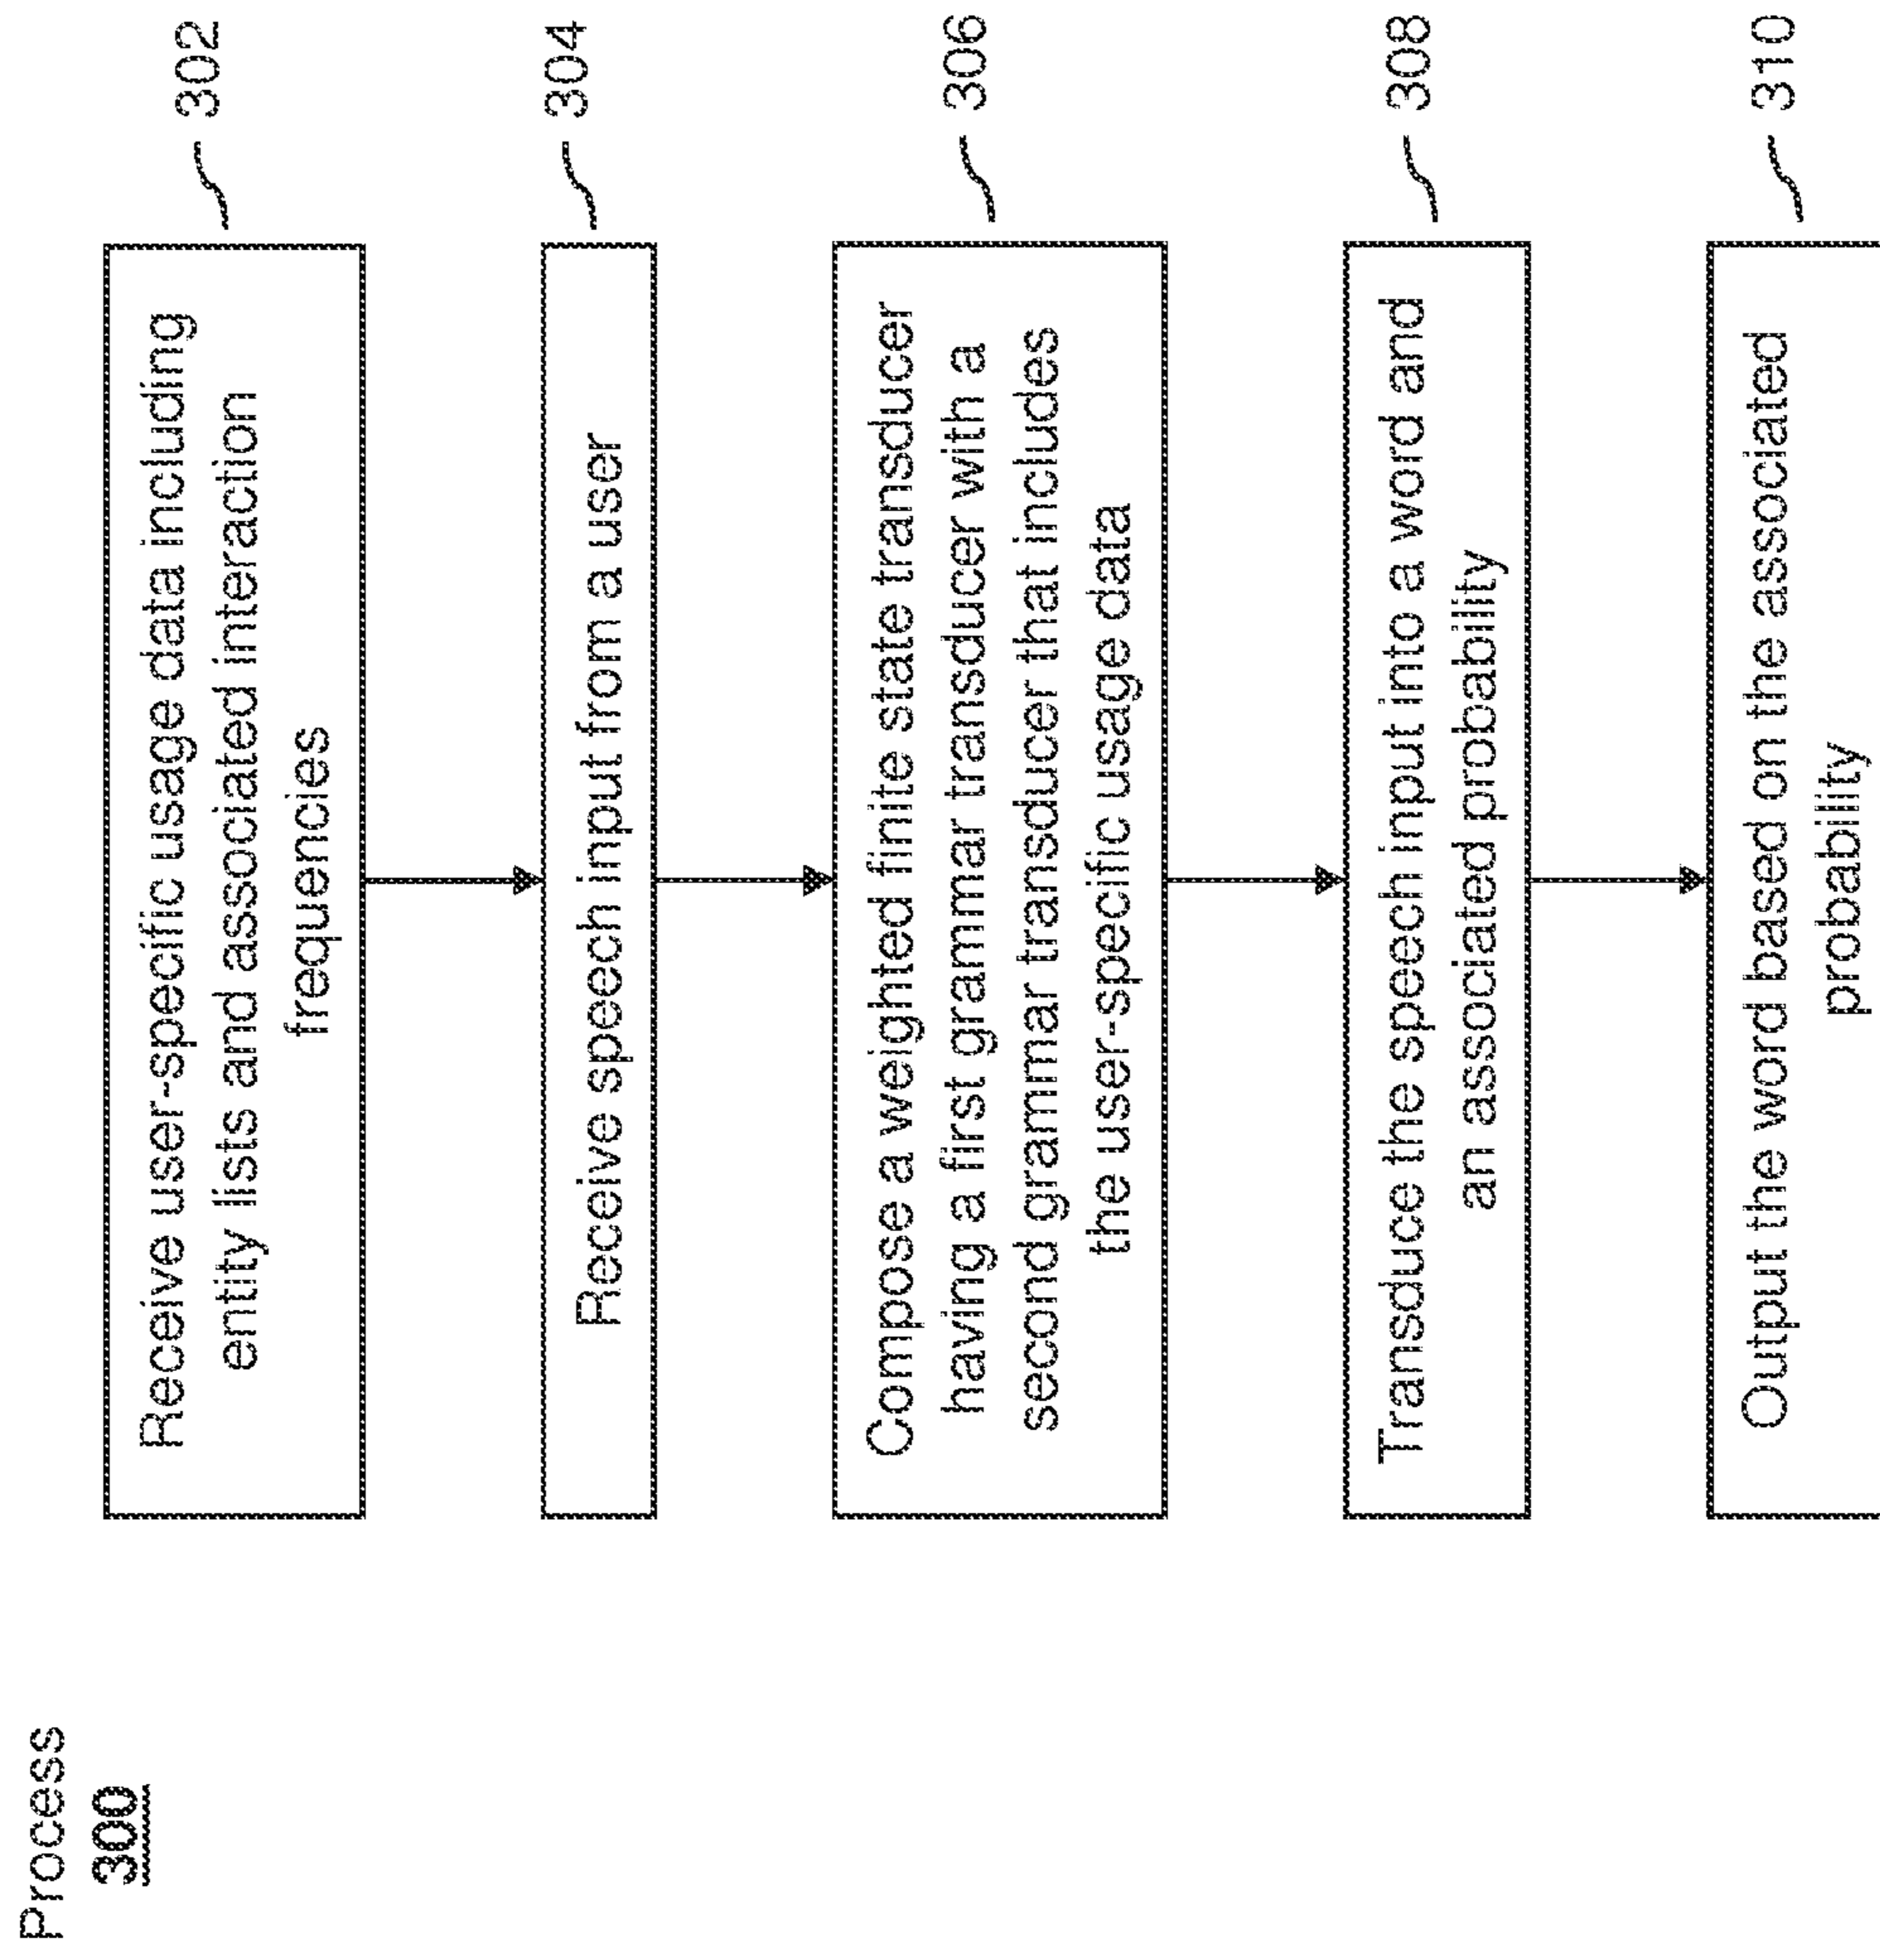 Process
300
Receive user-specific usage data including
entity lists and associated interaction
frequencies
302
Receive speech input from a user
304
Compose a weighted finite state transducer
having a first grammar transducer with a
second grammar transducer that includes
the user-specific usage data
306
Transduce the speech input into a word and
an associated probability
308
Output the word based on the associated
probability
310